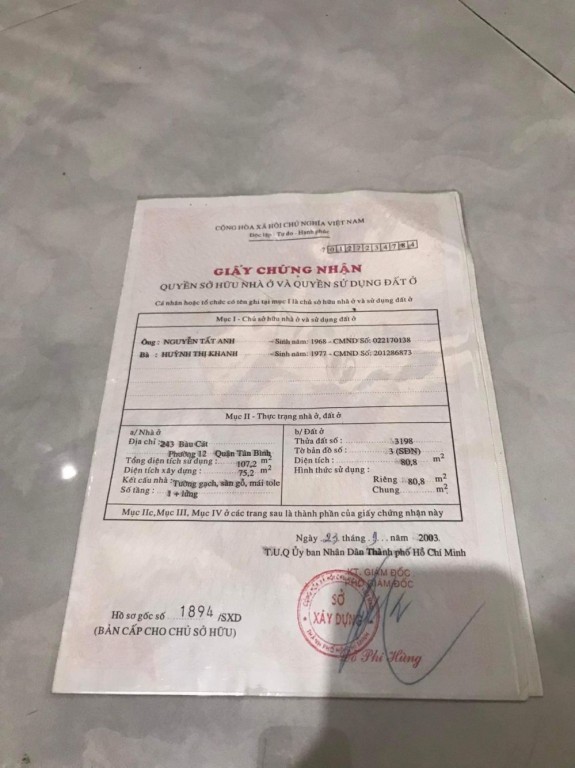 CỘNG HÒA XÃ HỘI CHỦ NGHĨA VIỆT NAM
Độc lập - Tự do - Hạnh phúc
GIẤY CHỨNG NHẬN
QUYỀN SỞ HỮU NHÀ Ở VÀ QUYỀN SỬ DỤNG ĐẤT Ở
Cá nhân hoặc tổ chức có tên ghi tại mục I là chủ sở hữu nhà ở và sử dụng đất ở
Mục I - Chủ sở hữu nhà ở và sử dụng đất ở
Ông : NGUYỄN TẤT ANH - Sinh năm: 1968 - CMND Số: 022170138
Bà : HUỲNH THỊ KHANH - Sinh năm: 1977 - CMND Số: 201286873
Mục II - Thực trạng nhà ở, đất ở
a/ Nhà ở
Địa chỉ : 243 Bàu Cát
Phường 12 Quận Tân Bình
Tổng diện tích sử dụng : 107,2 m²
Diện tích xây dựng : 75,2 m²
Kết cấu nhà : Tường gạch, sàn gỗ, mái tole
Số tầng : 1 + lửng
b/ Đất ở
Thửa đất số : 3198
Tờ bản đồ số : 3 (SĐN)
Diện tích : 80,8 m²
Hình thức sử dụng :
Riêng : 80,8 m²
Chung m²
Mục IIc, Mục III, Mục IV ở các trang sau là thành phần của giấy chứng nhận này
Ngày tháng năm 2003
T.U.Q Ủy ban Nhân Dân Thành phố Hồ Chí Minh
KT. GIÁM ĐỐC
PHÓ GIÁM ĐỐC
SỞ
XÂY DỰNG
Phi Hùng
Hồ sơ gốc số 1894 /SXD
(BẢN CẤP CHO CHỦ SỞ HỮU)